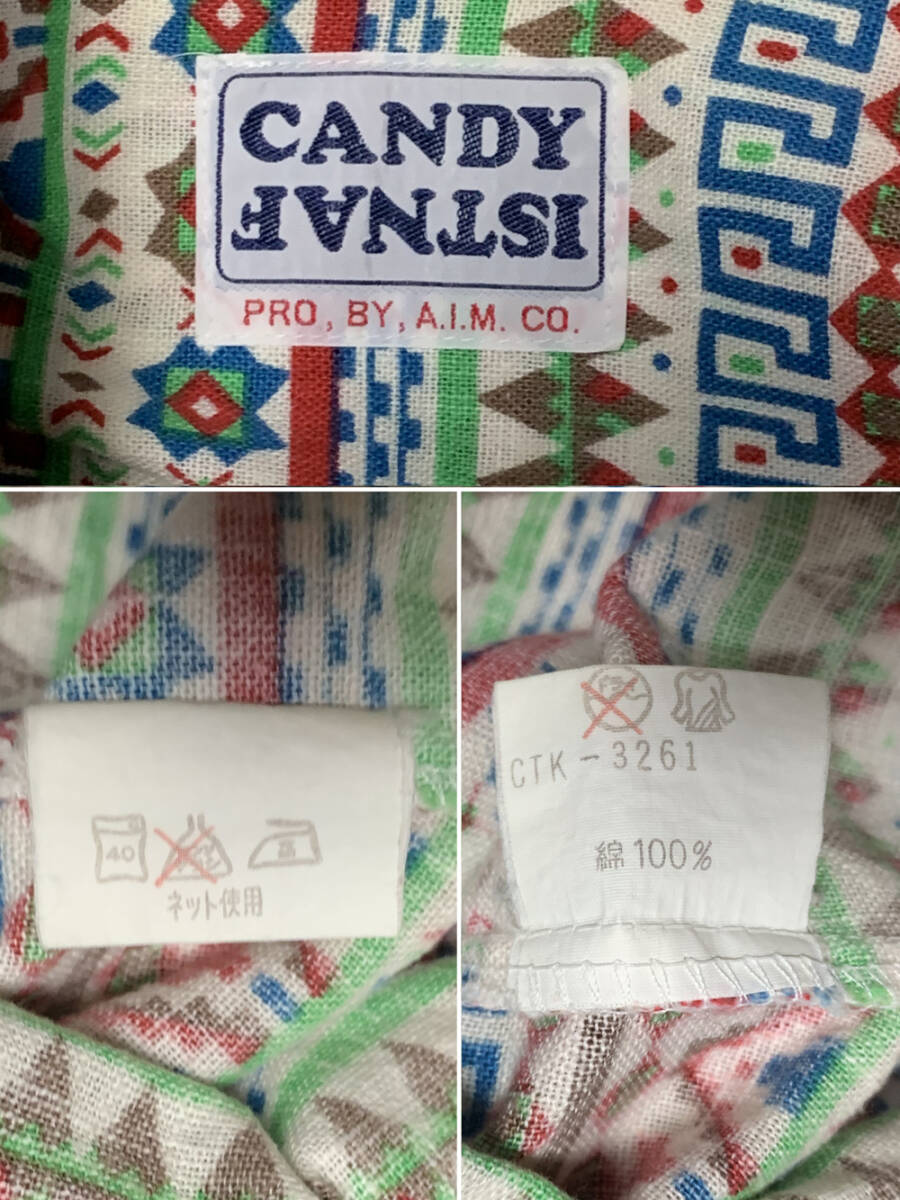 CANDY
ISTNAF
PRO, BY, A.I.M. CO.
40
ネット使用
CTK-3261
綿 100%